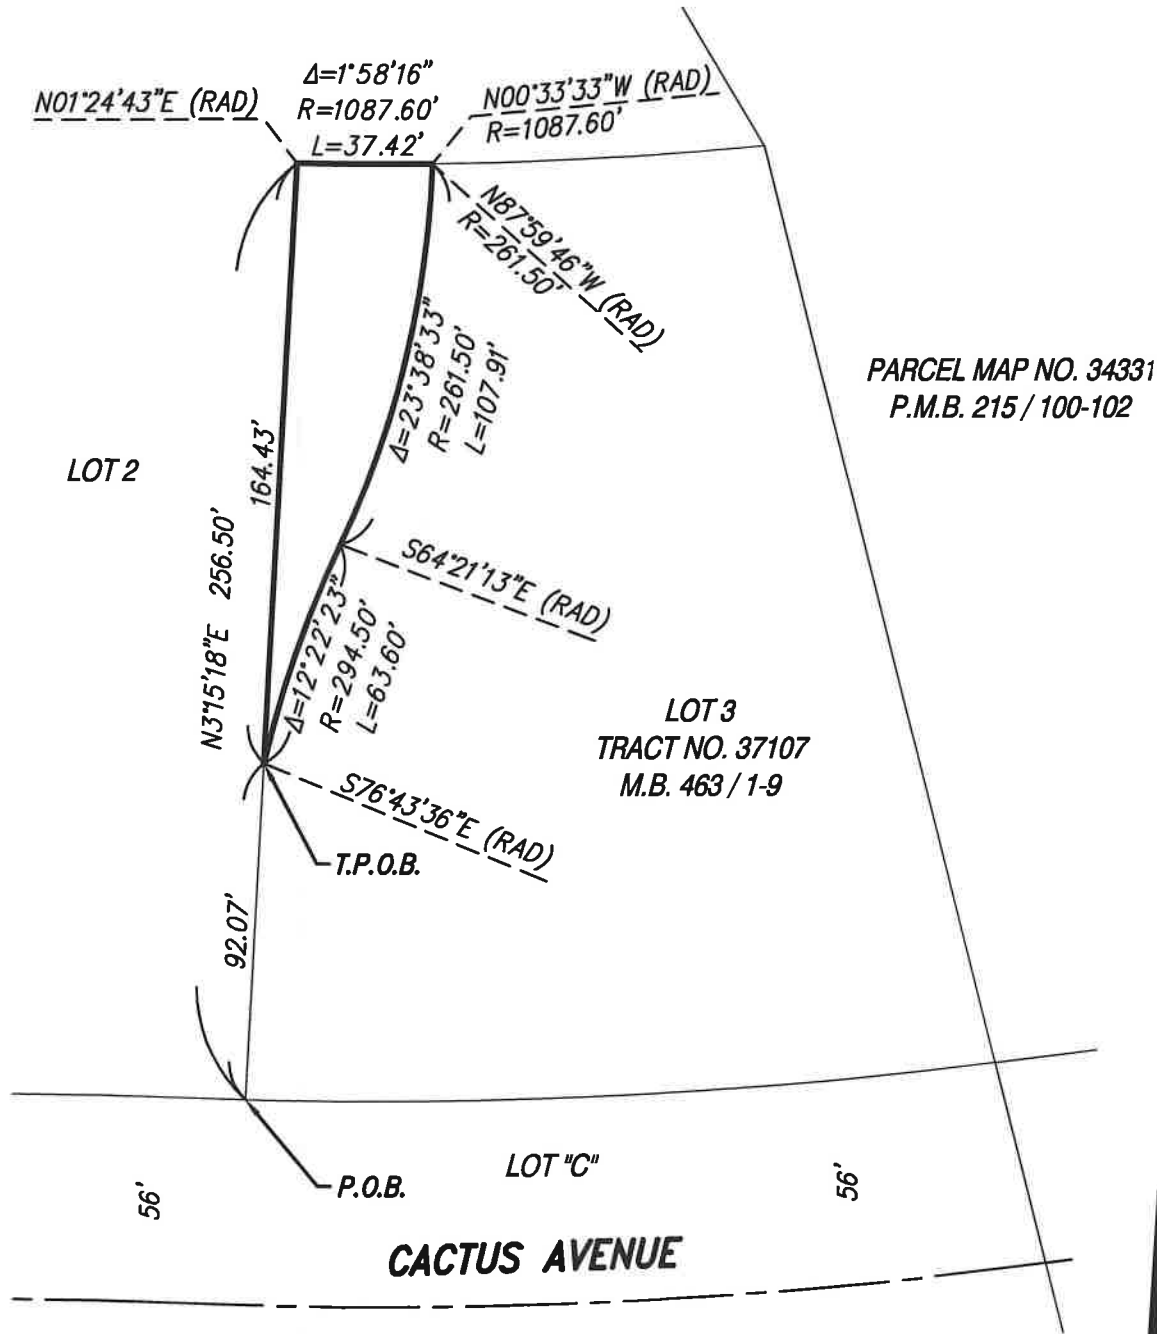 Δ=1°58'16"
R=1087.60'
L=37.42'
N01°24'43"E (RAD)
N00°33'33"W (RAD)
R=1087.60'
N87°59'46"W (RAD)
R=261.50'
Δ=23°38'33"
R=261.50'
L=107.91'
PARCEL MAP NO. 34331
P.M.B. 215 / 100-102
LOT 2
164.43'
N3°15'18"E 256.50'
S64°21'13"E (RAD)
Δ=12°22'23"
R=294.50'
L=63.60'
LOT 3
TRACT NO. 37107
M.B. 463 / 1-9
S76°43'36"E (RAD)
T.P.O.B.
92.07'
P.O.B.
LOT "C"
56'
56'
CACTUS AVENUE